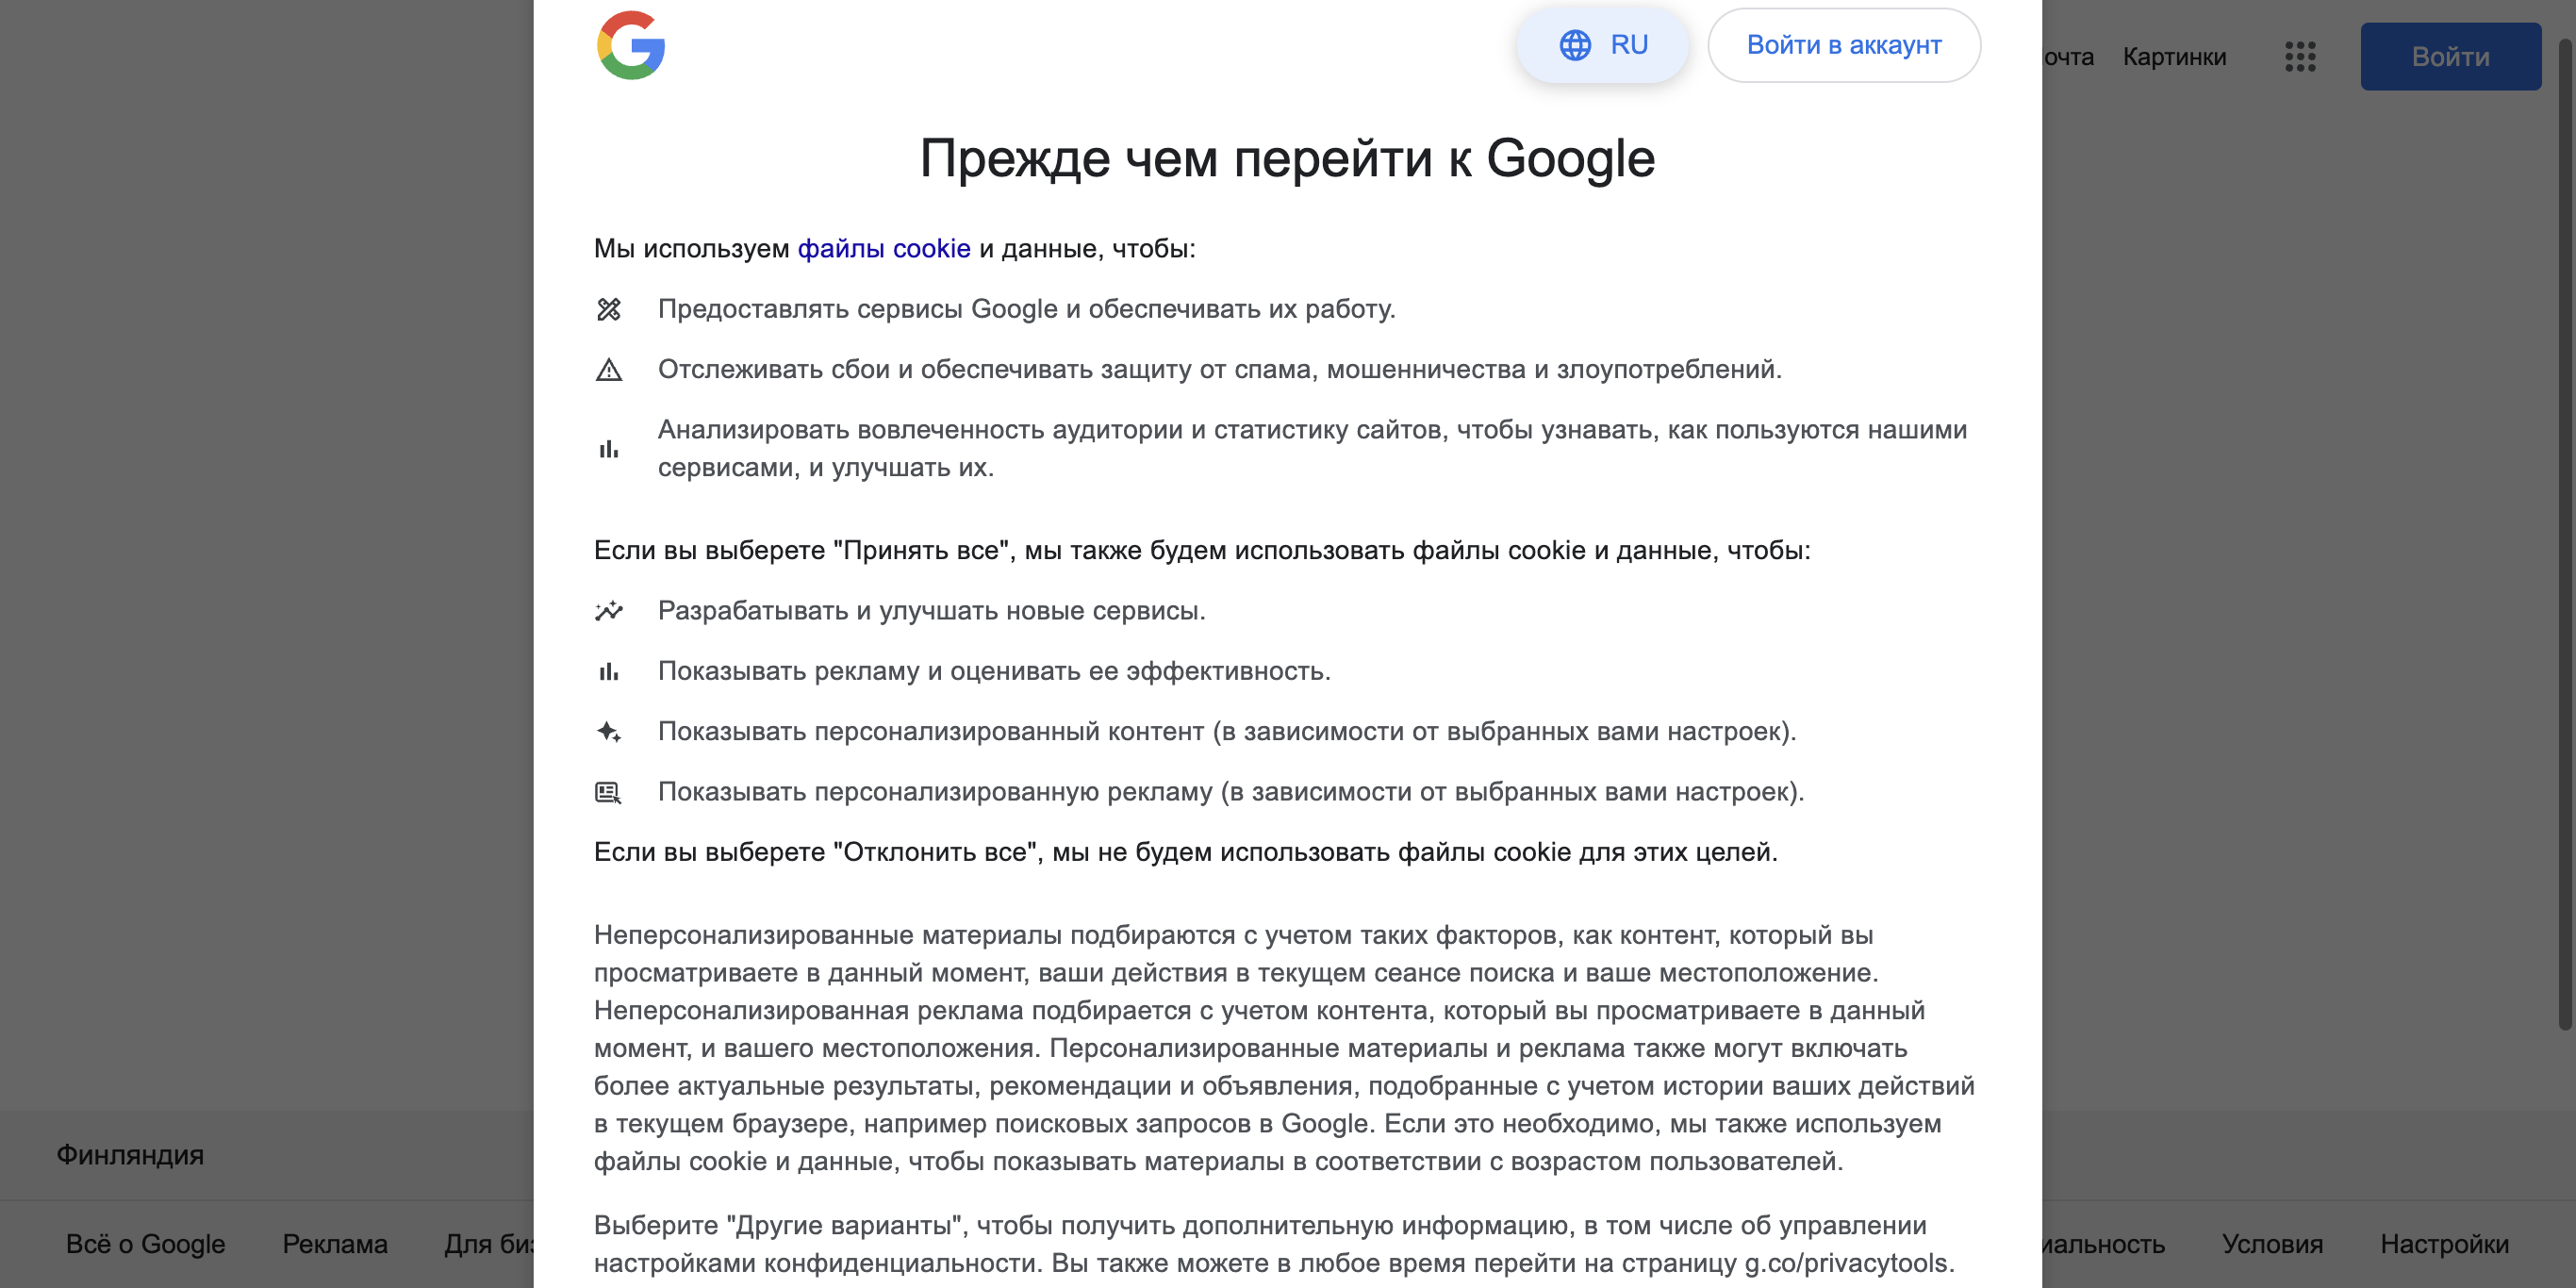 RU
Войти в аккаунт
Картинки
Войти
Прежде чем перейти к Google
Мы используем файлы cookie и данные, чтобы:
Предоставлять сервисы Google и обеспечивать их работу.
Отслеживать сбои и обеспечивать защиту от спама, мошенничества и злоупотреблений.
Анализировать вовлеченность аудитории и статистику сайтов, чтобы узнавать, как пользуются нашими
сервисами, и улучшать их.
Если вы выберете "Принять все", мы также будем использовать файлы cookie и данные, чтобы:
Разрабатывать и улучшать новые сервисы.
Показывать рекламу и оценивать ее эффективность.
Показывать персонализированный контент (в зависимости от выбранных вами настроек).
Показывать персонализированную рекламу (в зависимости от выбранных вами настроек).
Если вы выберете "Отклонить все", мы не будем использовать файлы cookie для этих целей.
Неперсонализированные материалы подбираются с учетом таких факторов, как контент, который вы
просматриваете в данный момент, ваши действия в текущем сеансе поиска и ваше местоположение.
Неперсонализированная реклама подбирается с учетом контента, который вы просматриваете в данный
момент, и вашего местоположения. Персонализированные материалы и реклама также могут включать
более актуальные результаты, рекомендации и объявления, подобранные с учетом истории ваших действий
в текущем браузере, например поисковых запросов в Google. Если это необходимо, мы также используем
файлы cookie и данные, чтобы показывать материалы в соответствии с возрастом пользователей.
Выберите "Другие варианты", чтобы получить дополнительную информацию, в том числе об управлении
настройками конфиденциальности. Вы также можете в любое время перейти на страницу g.co/privacytools.
Финляндия
Всё о Google
Реклама
Для
Условия
Настройки